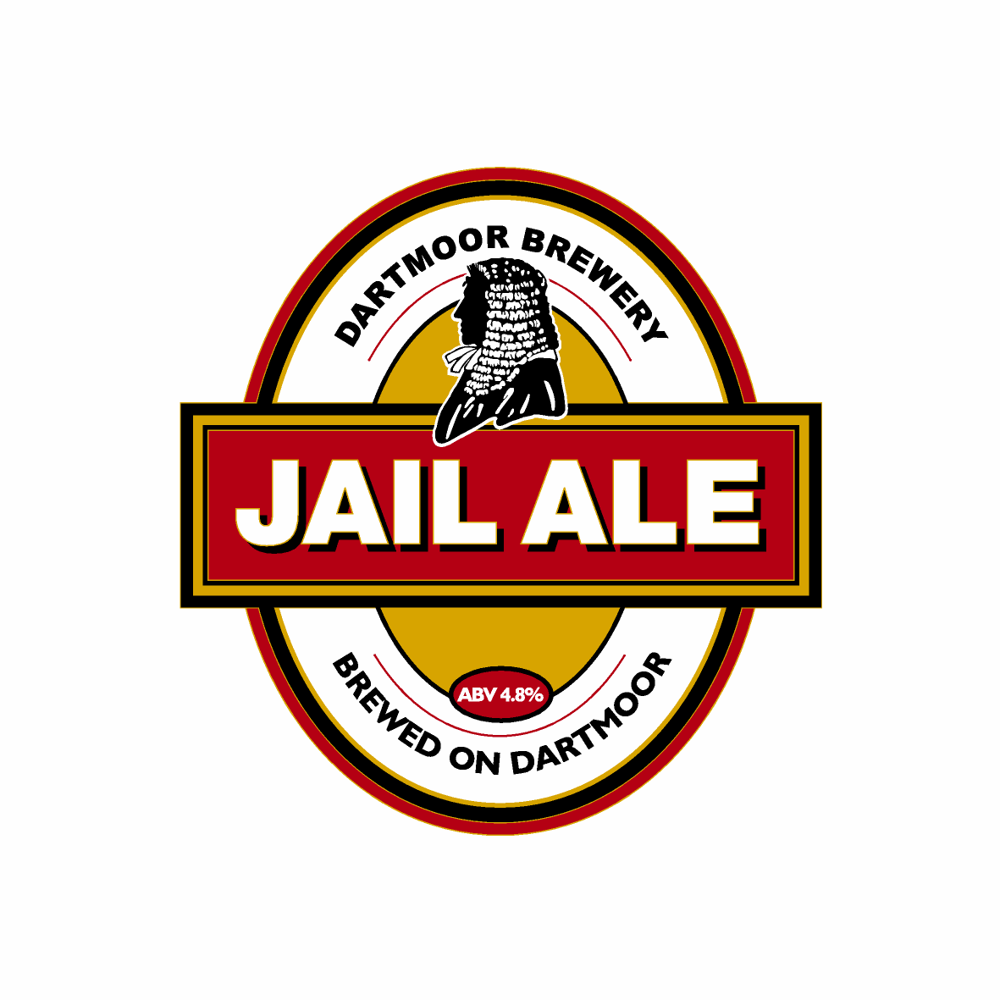 DARTMOOR BREWERY
JAIL ALE
ABV 4.8%
BREWED ON DARTMOOR